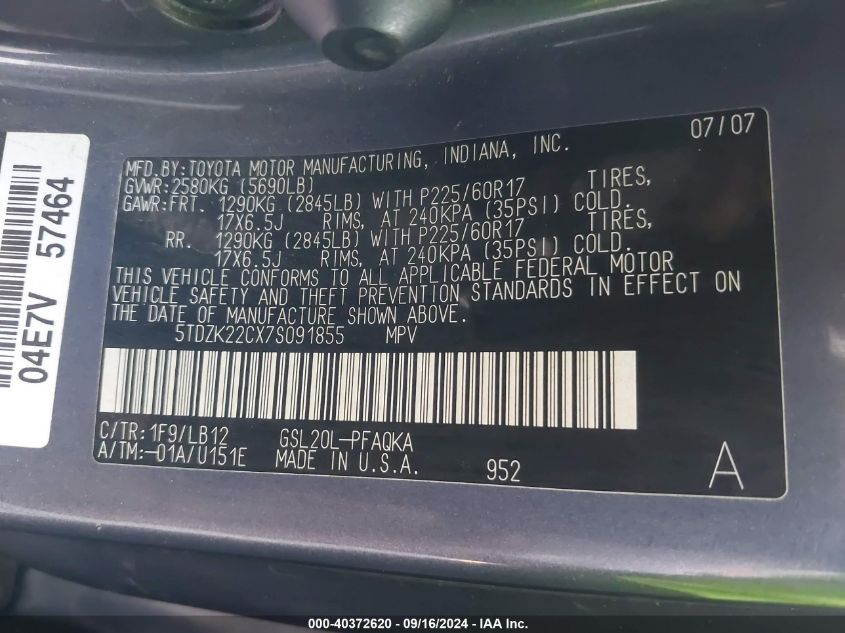 04E7V 57464
07/07
MFD.BY:TOYOTA MOTOR MANUFACTURING, INDIANA, INC.
GVWR:2580KG (5690LB)
GAWR:FRT. 1290KG (2845LB) WITH P225/60R17 TIRES,
17X6.5J RIMS, AT 240KPA (35PSI) COLD.
RR. 1290KG (2845LB) WITH P225/60R17 TIRES,
17X6.5J RIMS, AT 240KPA (35PSI) COLD.
THIS VEHICLE CONFORMS TO ALL APPLICABLE FEDERAL MOTOR
VEHICLE SAFETY AND THEFT PREVENTION STANDARDS IN EFFECT ON
THE DATE OF MANUFACTURE SHOWN ABOVE.
5TDZK22CX7S091855 MPV
C/TR:1F9/LB12 GSL20L-PFAQKA
A/TM:-01A/U151E MADE IN U.S.A. 952 A
000-40372620 - 09/16/2024 - IAA Inc.